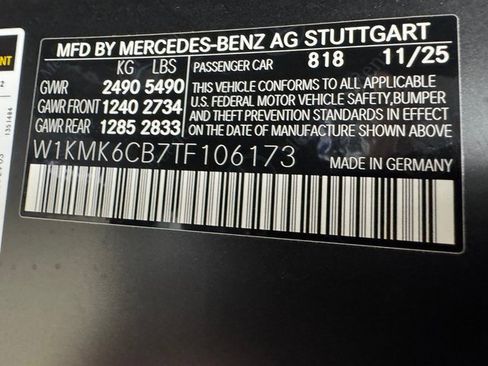 MFD BY MERCEDES-BENZ AG STUTTGART
KG LBS PASSENGER CAR 818 11/25
GVWR 2490 5490 THIS VEHICLE CONFORMS TO ALL APPLICABLE
GAWR FRONT 1240 2734 U.S. FEDERAL MOTOR VEHICLE SAFETY, BUMPER
GAWR REAR 1285 2833 AND THEFT PREVENTION STANDARDS IN EFFECT
ON THE DATE OF MANUFACTURE SHOWN ABOVE.
W1KMK6CB7TF106173 MADE IN GERMANY